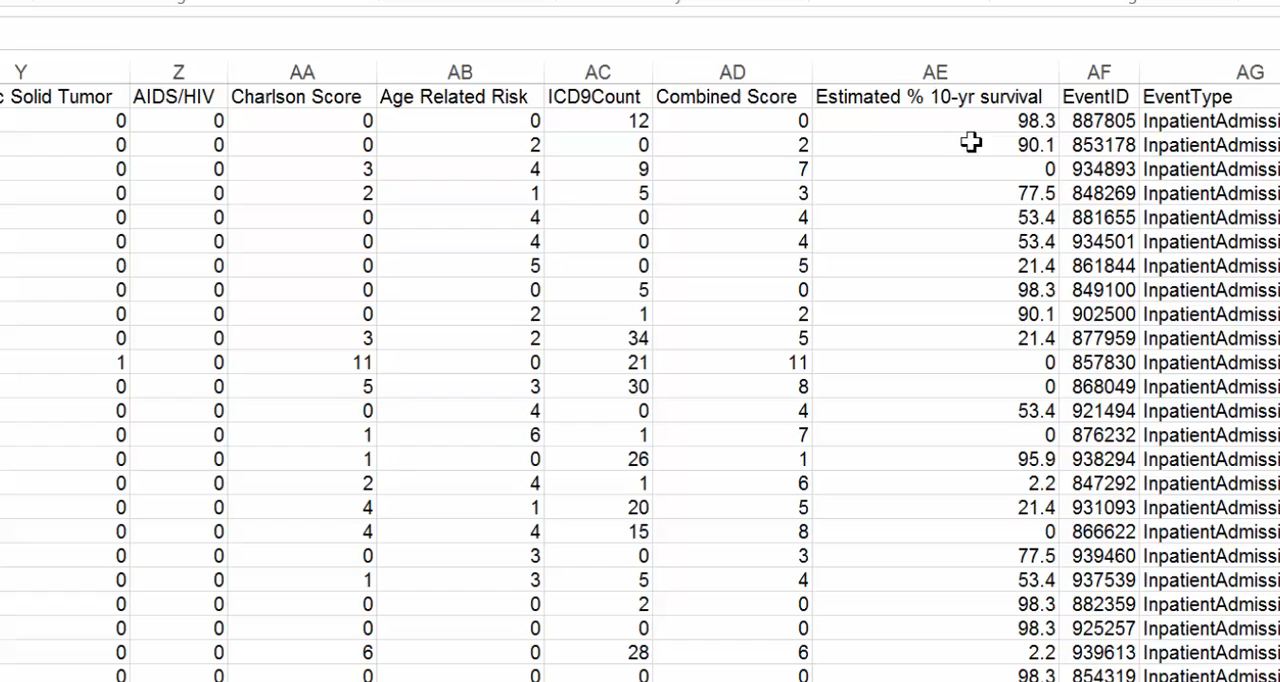 Y Z AA AB AC AD AE AF AG
c Solid Tumor AIDS/HIV Charlson Score Age Related Risk ICD9Count Combined Score Estimated % 10-yr survival EventID EventType
0 0 0 0 12 0 98.3 887805 InpatientAdmissi
0 0 0 2 0 2 90.1 853178 InpatientAdmissi
0 0 3 4 9 7 0 934893 InpatientAdmissi
0 0 2 1 5 3 77.5 848269 InpatientAdmissi
0 0 0 4 0 4 53.4 881655 InpatientAdmissi
0 0 0 4 0 4 53.4 934501 InpatientAdmissi
0 0 0 5 0 5 21.4 861844 InpatientAdmissi
0 0 0 0 5 0 98.3 849100 InpatientAdmissi
0 0 0 2 1 2 90.1 902500 InpatientAdmissi
0 0 3 2 34 5 21.4 877959 InpatientAdmissi
1 0 11 0 21 11 0 857830 InpatientAdmissi
0 0 5 3 30 8 0 868049 InpatientAdmissi
0 0 0 4 0 4 53.4 921494 InpatientAdmissi
0 0 1 6 1 7 0 876232 InpatientAdmissi
0 0 1 0 26 1 95.9 938294 InpatientAdmissi
0 0 2 4 1 6 2.2 847292 InpatientAdmissi
0 0 4 1 20 5 21.4 931093 InpatientAdmissi
0 0 4 4 15 8 0 866622 InpatientAdmissi
0 0 0 3 0 3 77.5 939460 InpatientAdmissi
0 0 1 3 5 4 53.4 937539 InpatientAdmissi
0 0 0 0 2 0 98.3 882359 InpatientAdmissi
0 0 0 0 0 0 98.3 925257 InpatientAdmissi
0 0 6 0 28 6 2.2 939613 InpatientAdmissi
0 0 0 0 0 0 98.3 854319 InpatientAdmissi